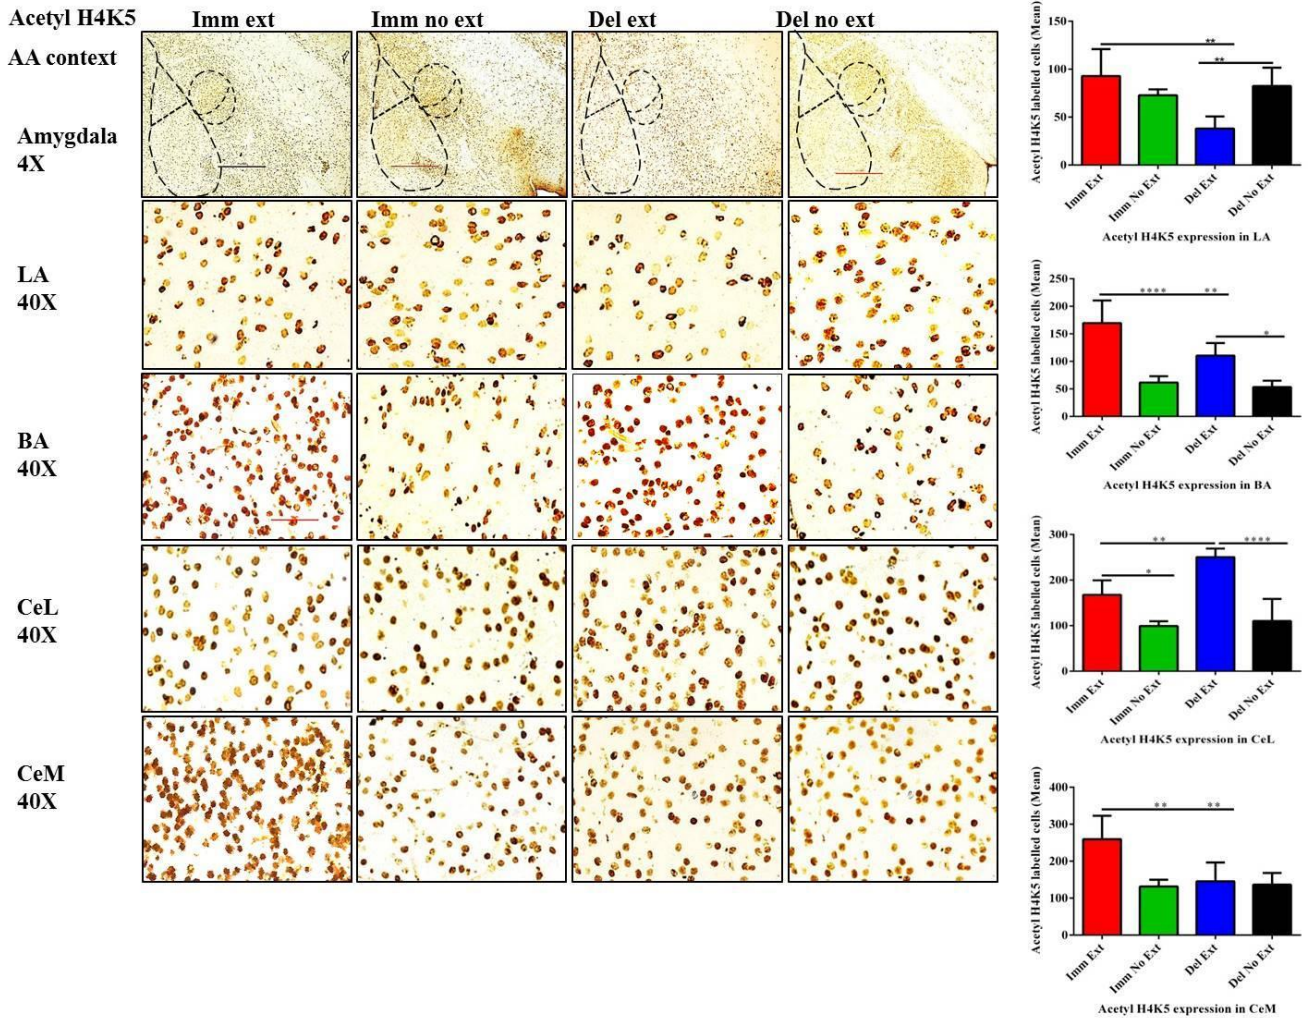 Acetyl H4K5 Imm ext Imm no ext Del ext Del no ext
AA context
Amygdala
4X
LA
40X
BA
40X
CeL
40X
CeM
40X
Acetyl H4K5 labelled cells (Mean)
150
100
50
0
**
**
Imm Ext
Imm No Ext
Del Ext
Del No Ext
Acetyl H4K5 expression in LA
Acetyl H4K5 labelled cells (Mean)
250
200
150
100
50
0
**** **
*
Imm Ext
Imm No Ext
Del Ext
Del No Ext
Acetyl H4K5 expression in BA
Acetyl H4K5 labelled cells (Mean)
300
200
100
0
** ****
*
Imm Ext
Imm No Ext
Del Ext
Del No Ext
Acetyl H4K5 expression in CeL
Acetyl H4K5 labelled cells (Mean)
400
300
200
100
0
** **
Imm Ext
Imm No Ext
Del Ext
Del No Ext
Acetyl H4K5 expression in CeM